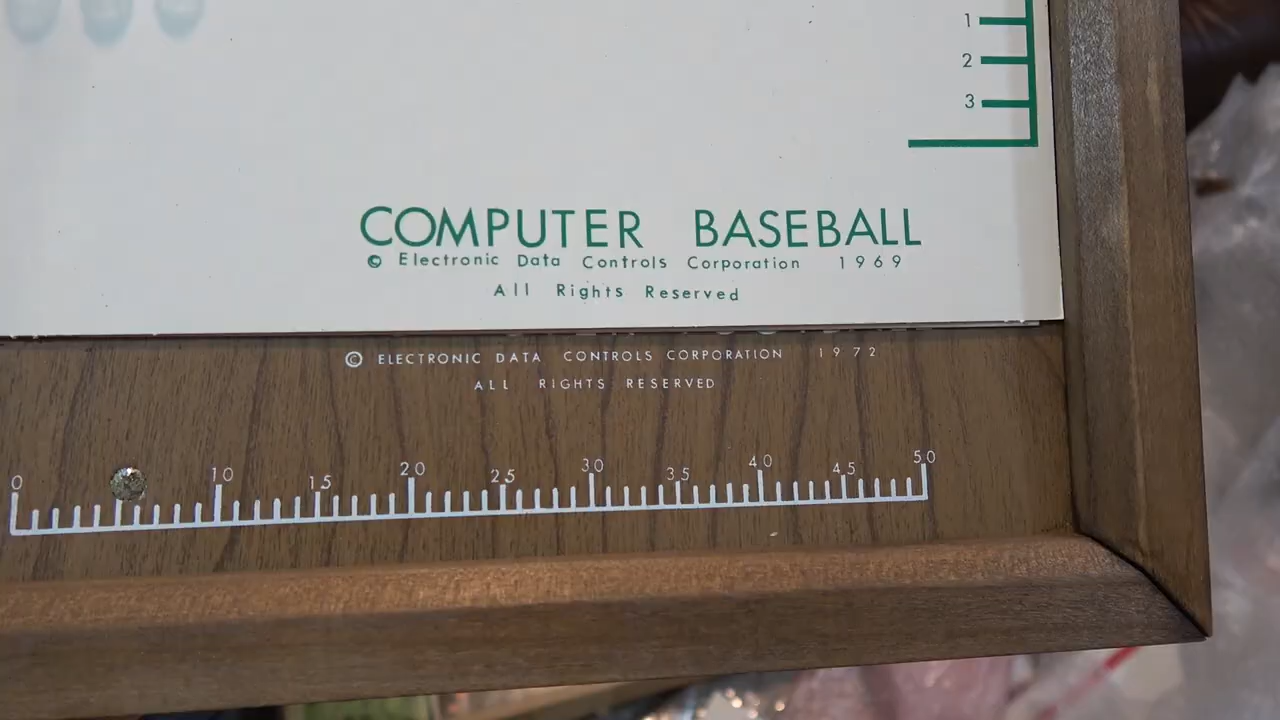 1
2
3
COMPUTER BASEBALL
© Electronic Data Controls Corporation 1969
All Rights Reserved
© ELECTRONIC DATA CONTROLS CORPORATION 1972
ALL RIGHTS RESERVED
0 10 15 20 25 30 35 40 45 50